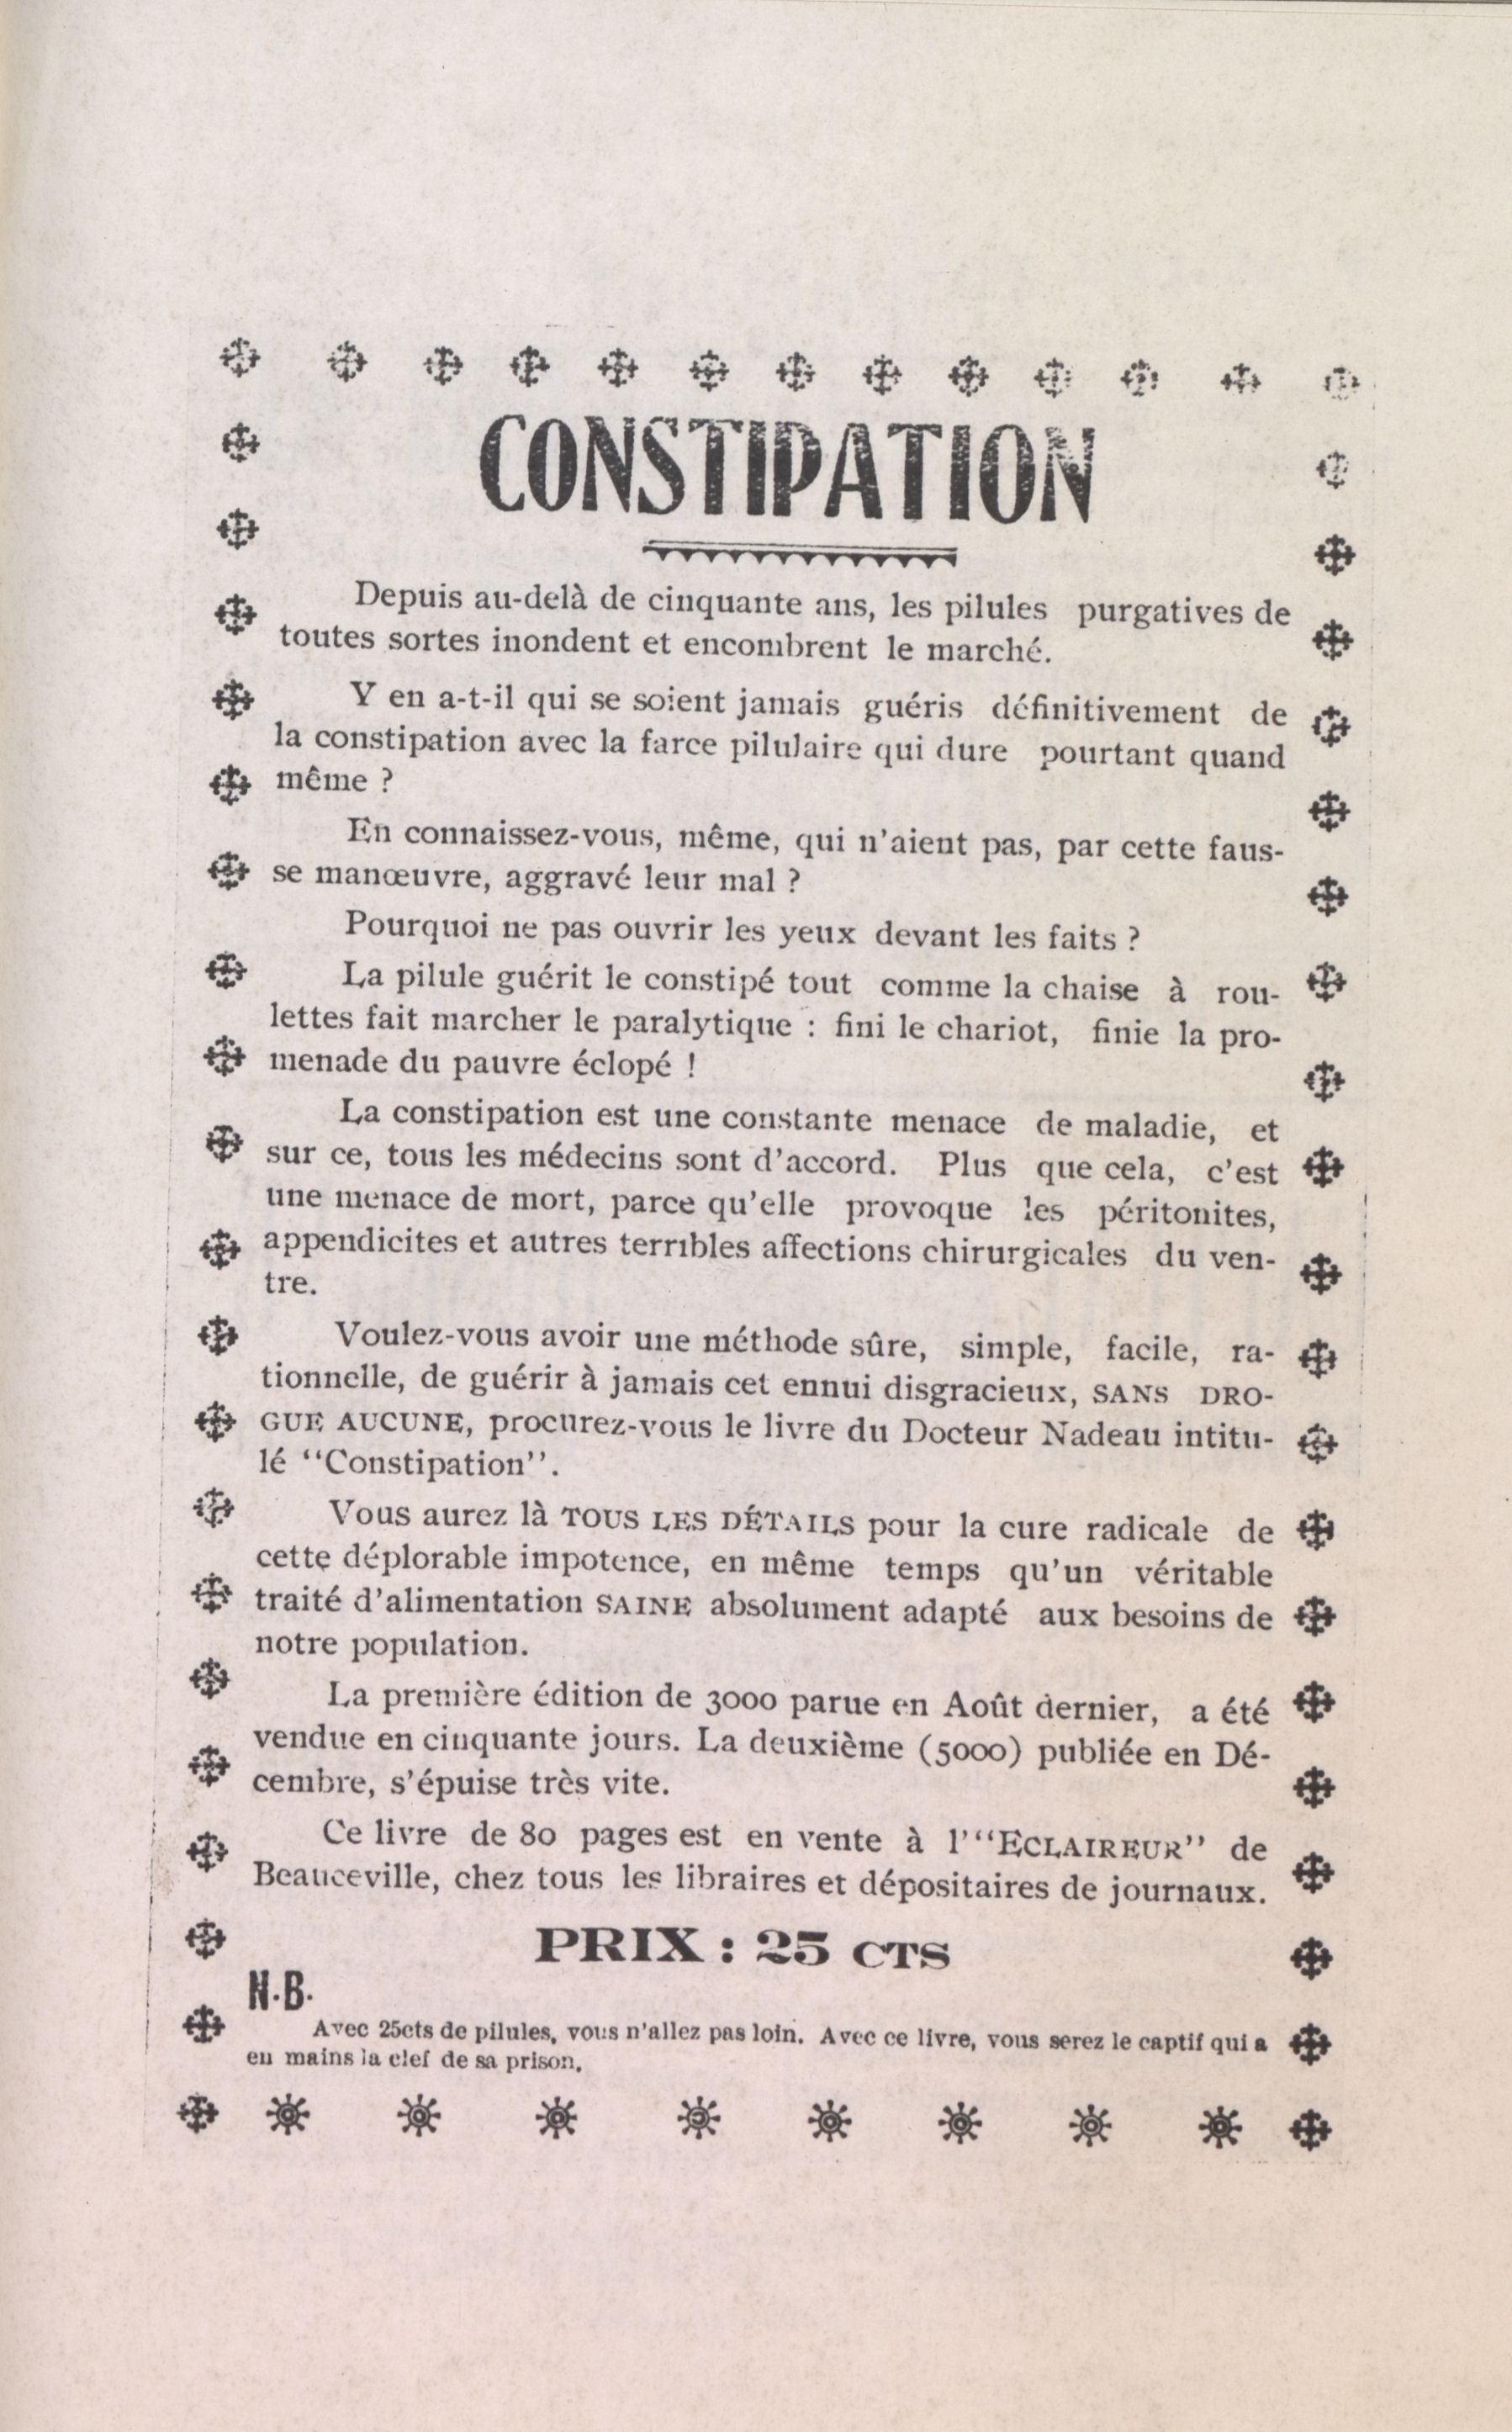 CONSTIPATION
Depuis au-delà de cinquante ans, les pilules purgatives de
toutes sortes inondent et encombrent le marché.
Y en a-t-il qui se soient jamais guéris définitivement de
la constipation avec la farce pilulaire qui dure pourtant quand
même ?
En connaissez-vous, même, qui n'aient pas, par cette faus-
se manœuvre, aggravé leur mal ?
Pourquoi ne pas ouvrir les yeux devant les faits ?
La pilule guérit le constipé tout comme la chaise à rou-
lettes fait marcher le paralytique : fini le chariot, finie la pro-
menade du pauvre éclopé !
La constipation est une constante menace de maladie, et
sur ce, tous les médecins sont d'accord. Plus que cela, c'est
une menace de mort, parce qu'elle provoque les péritonites,
appendicites et autres terribles affections chirurgicales du ven-
tre.
Voulez-vous avoir une méthode sûre, simple, facile, ra-
tionnelle, de guérir à jamais cet ennui disgracieux, SANS DRO-
GUE AUCUNE, procurez-vous le livre du Docteur Nadeau intitu-
lé "Constipation".
Vous aurez là TOUS LES DÉTAILS pour la cure radicale de
cette déplorable impotence, en même temps qu'un véritable
traité d'alimentation SAINE absolument adapté aux besoins de
notre population.
La première édition de 3000 parue en Août dernier, a été
vendue en cinquante jours. La deuxième (5000) publiée en Dé-
cembre, s'épuise très vite.
Ce livre de 80 pages est en vente à l'"ECLAIREUR" de
Beauceville, chez tous les libraires et dépositaires de journaux.
PRIX : 25 CTS
N.B.
Avec 25cts de pilules, vous n'allez pas loin. Avec ce livre, vous serez le captif qui a
en mains la clef de sa prison.